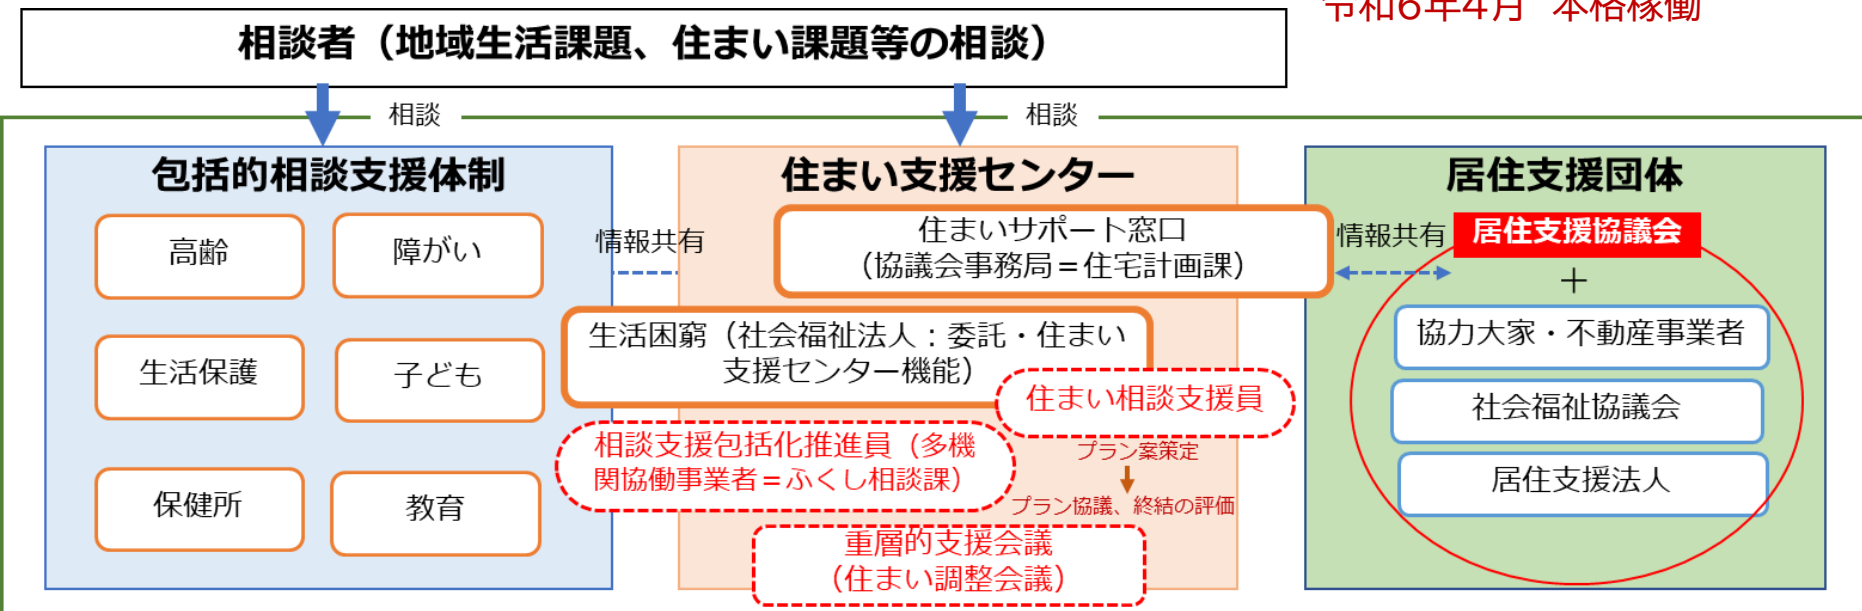 令和6年4月 本格稼働
相談者（地域生活課題、住まい課題等の相談）
相談
相談
包括的相談支援体制
高齢
障がい
生活保護
子ども
保健所
教育
情報共有
住まい支援センター
住まいサポート窓口
（協議会事務局＝住宅計画課）
生活困窮（社会福祉法人：委託・住まい
支援センター機能）
住まい相談支援員
相談支援包括化推進員（多機
関協働事業者＝ふくし相談課）
プラン案策定
プラン協議、終結の評価
重層的支援会議
（住まい調整会議）
情報共有
居住支援団体
居住支援協議会
＋
協力大家・不動産事業者
社会福祉協議会
居住支援法人